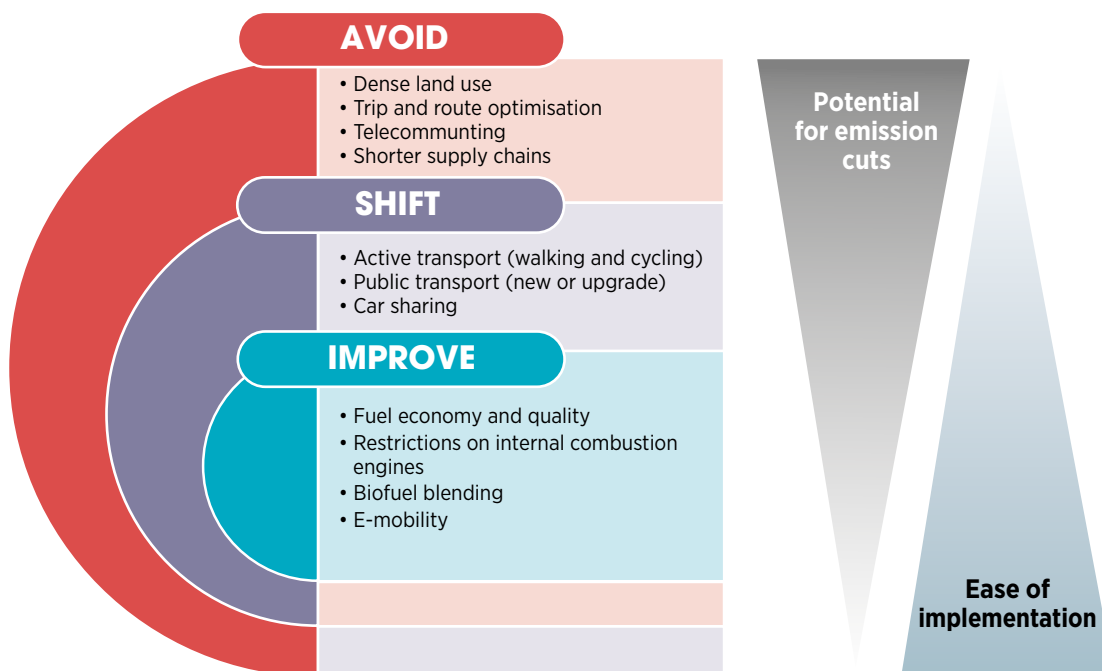 AVOID
• Dense land use
• Trip and route optimisation
• Telecommunting
• Shorter supply chains
SHIFT
• Active transport (walking and cycling)
• Public transport (new or upgrade)
• Car sharing
IMPROVE
• Fuel economy and quality
• Restrictions on internal combustion
engines
• Biofuel blending
• E-mobility
Potential
for emission
cuts
Ease of
implementation